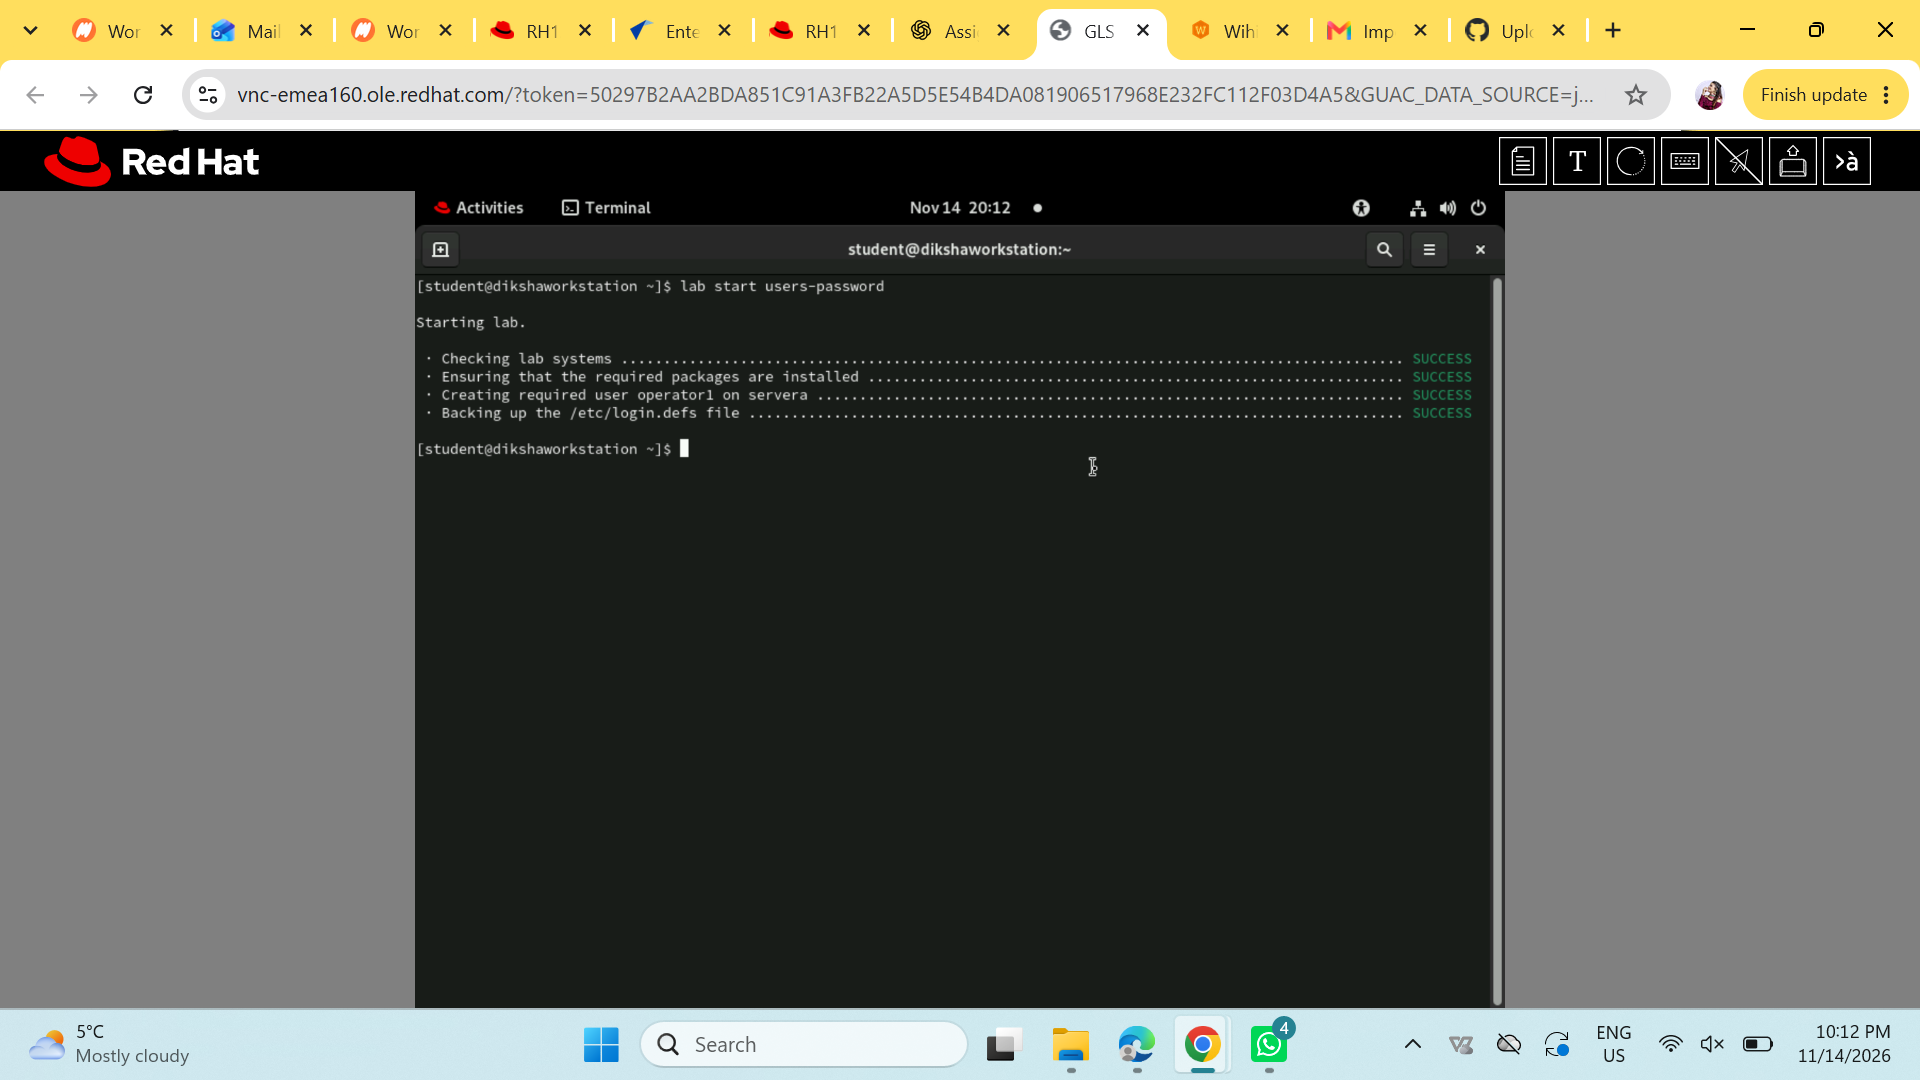 Wor
Mail
Wor
RH1
Ente
RH1
Assi
GLS
Wih
Imp
Upl
vnc-emea160.ole.redhat.com/?token=50297B2AA2BDA851C91A3FB22A5D5E54B4DA081906517968E232FC112F03D4A5&GUAC_DATA_SOURCE=j...
Finish update
Red Hat
T
>à
Activities
Terminal
Nov 14 20:12
student@dikshaworkstation:~
[student@dikshaworkstation ~]$ lab start users-password
Starting lab.
· Checking lab systems ............................................................................................ SUCCESS
· Ensuring that the required packages are installed ............................................................... SUCCESS
· Creating required user operator1 on servera ..................................................................... SUCCESS
· Backing up the /etc/login.defs file ............................................................................. SUCCESS
[student@dikshaworkstation ~]$
5°C
Mostly cloudy
Search
4
ENG
US
10:12 PM
11/14/2026